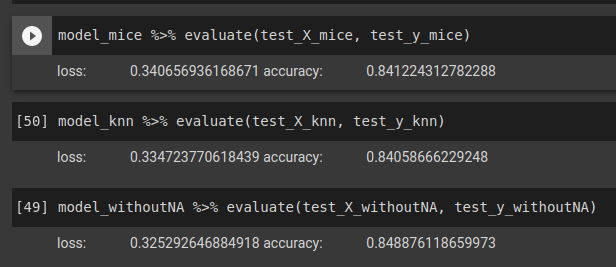 model_mice %>% evaluate(test_X_mice, test_y_mice)
loss: 0.340656936168671 accuracy: 0.841224312782288
[50] model_knn %>% evaluate(test_X_knn, test_y_knn)
loss: 0.334723770618439 accuracy: 0.84058666229248
[49] model_withoutNA %>% evaluate(test_X_withoutNA, test_y_withoutNA)
loss: 0.325292646884918 accuracy: 0.848876118659973